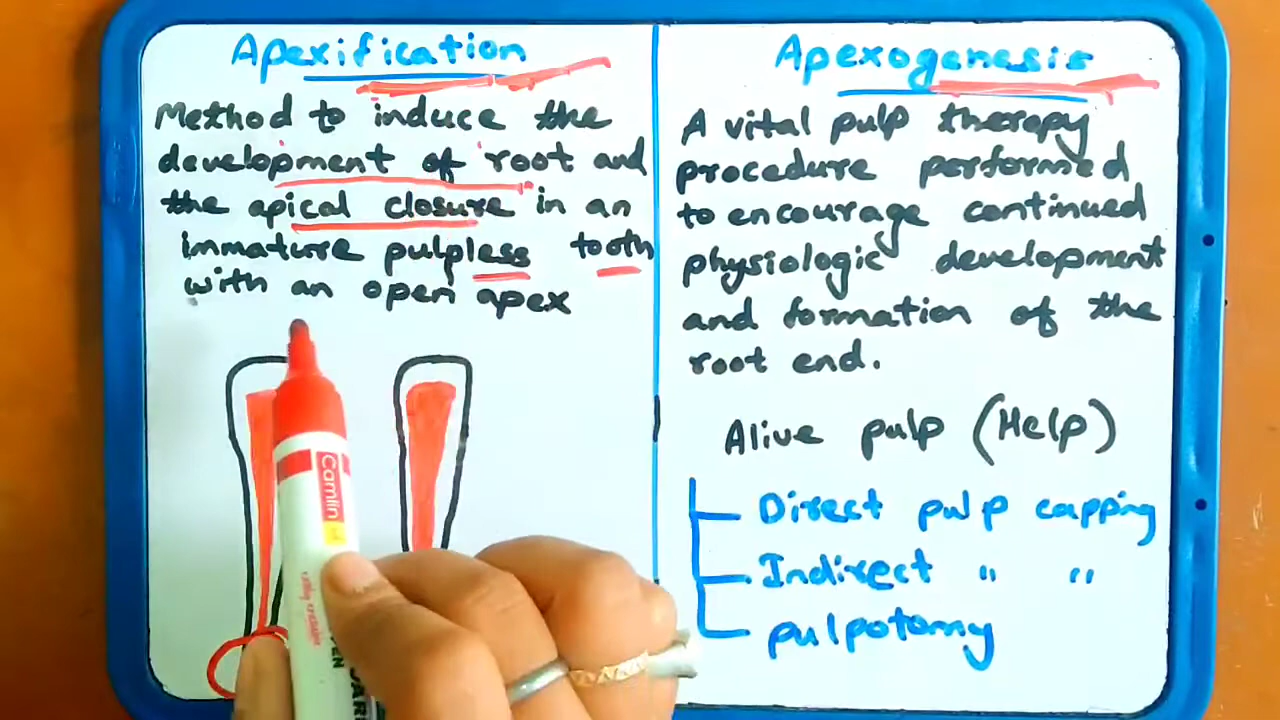 Apexification
Method to induce the
development of root and
the apical closure in an
immature pulpless tooth
with an open apex
Apexogenesis
A vital pulp therapy
procedure performed
to encourage continued
physiologic development
and formation of the
root end.
Alive pulp (Help)
Direct pulp capping
Indirect " "
pulpotomy
Camlin